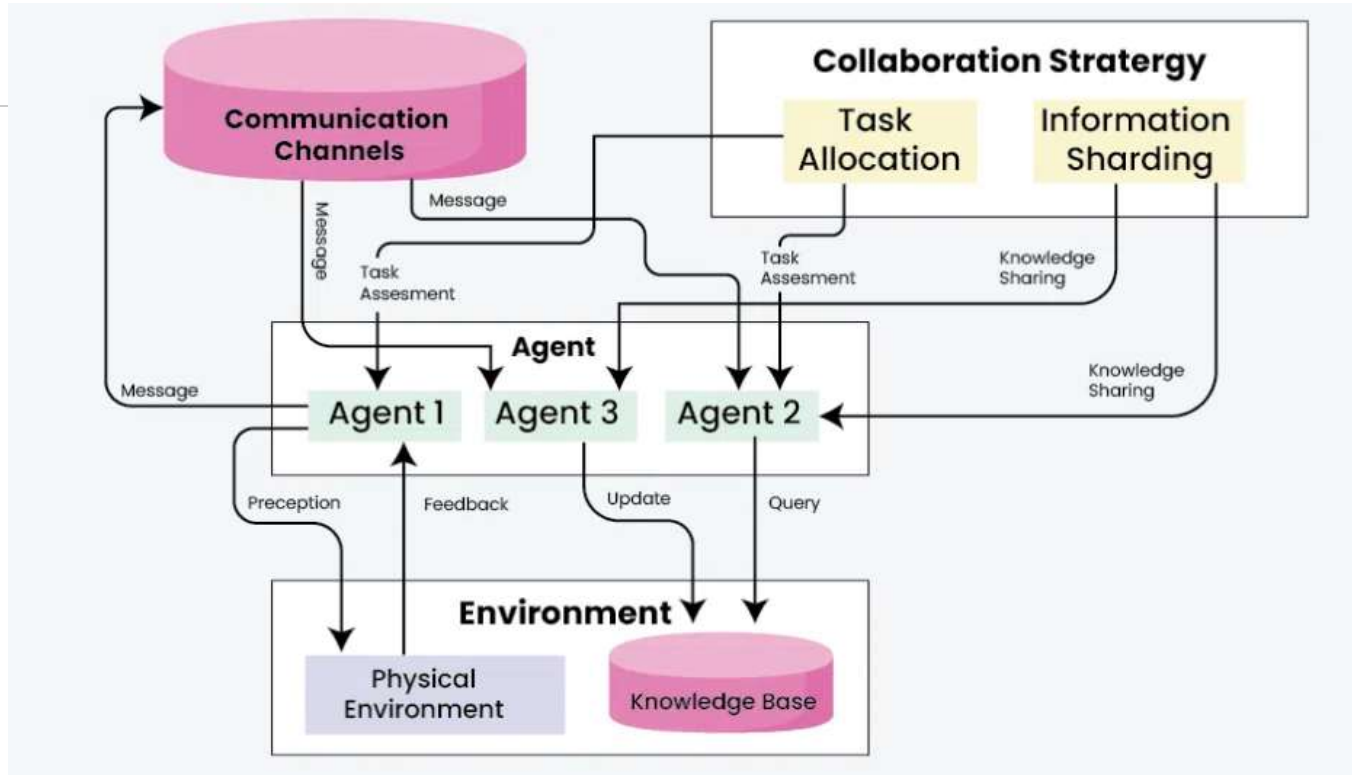 Collaboration Stratergy
Communication
Channels
Task
Allocation
Information
Sharding
Message
Message
Task
Assesment
Task
Assesment
Knowledge
Sharing
Agent
Message
Agent 1
Agent 3
Agent 2
Knowledge
Sharing
Preception
Feedback
Update
Query
Environment
Physical
Environment
Knowledge Base